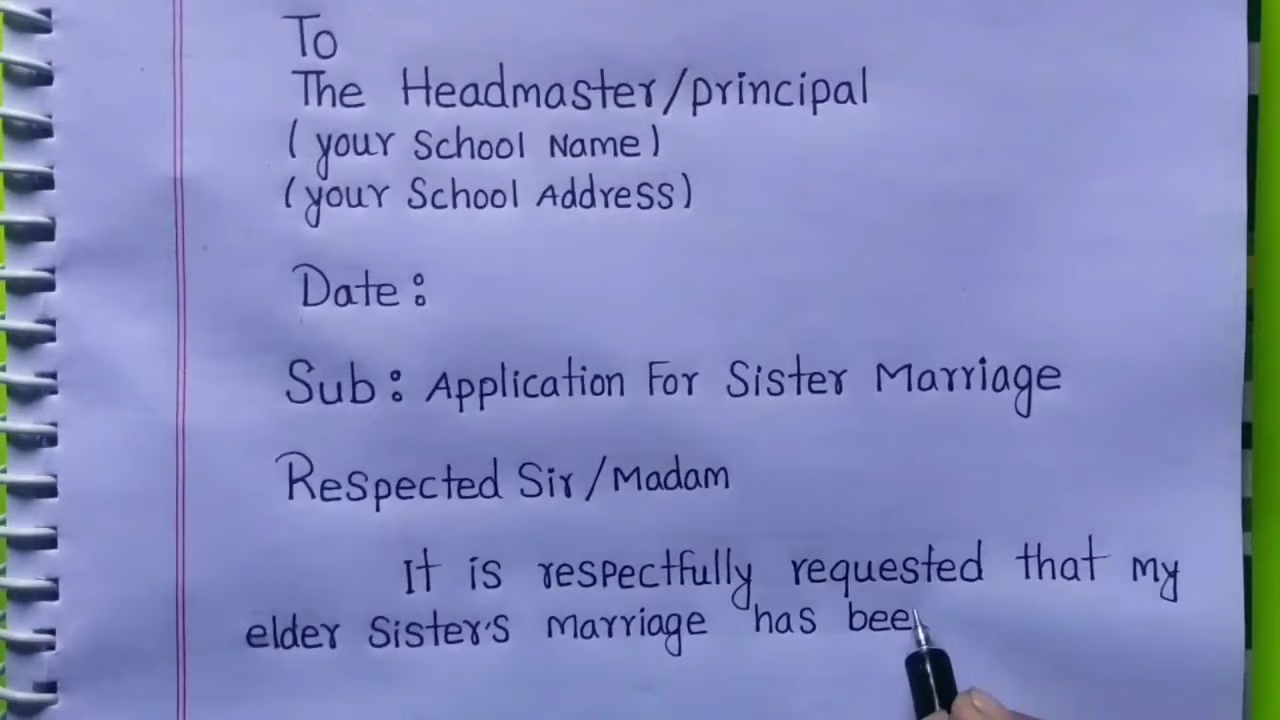 To
The Headmaster/principal
(your School Name)
(your School Address)
Date:
Sub: Application For Sister Marriage
Respected Sir/Madam
It is respectfully requested that my
elder Sister's Marriage has bee